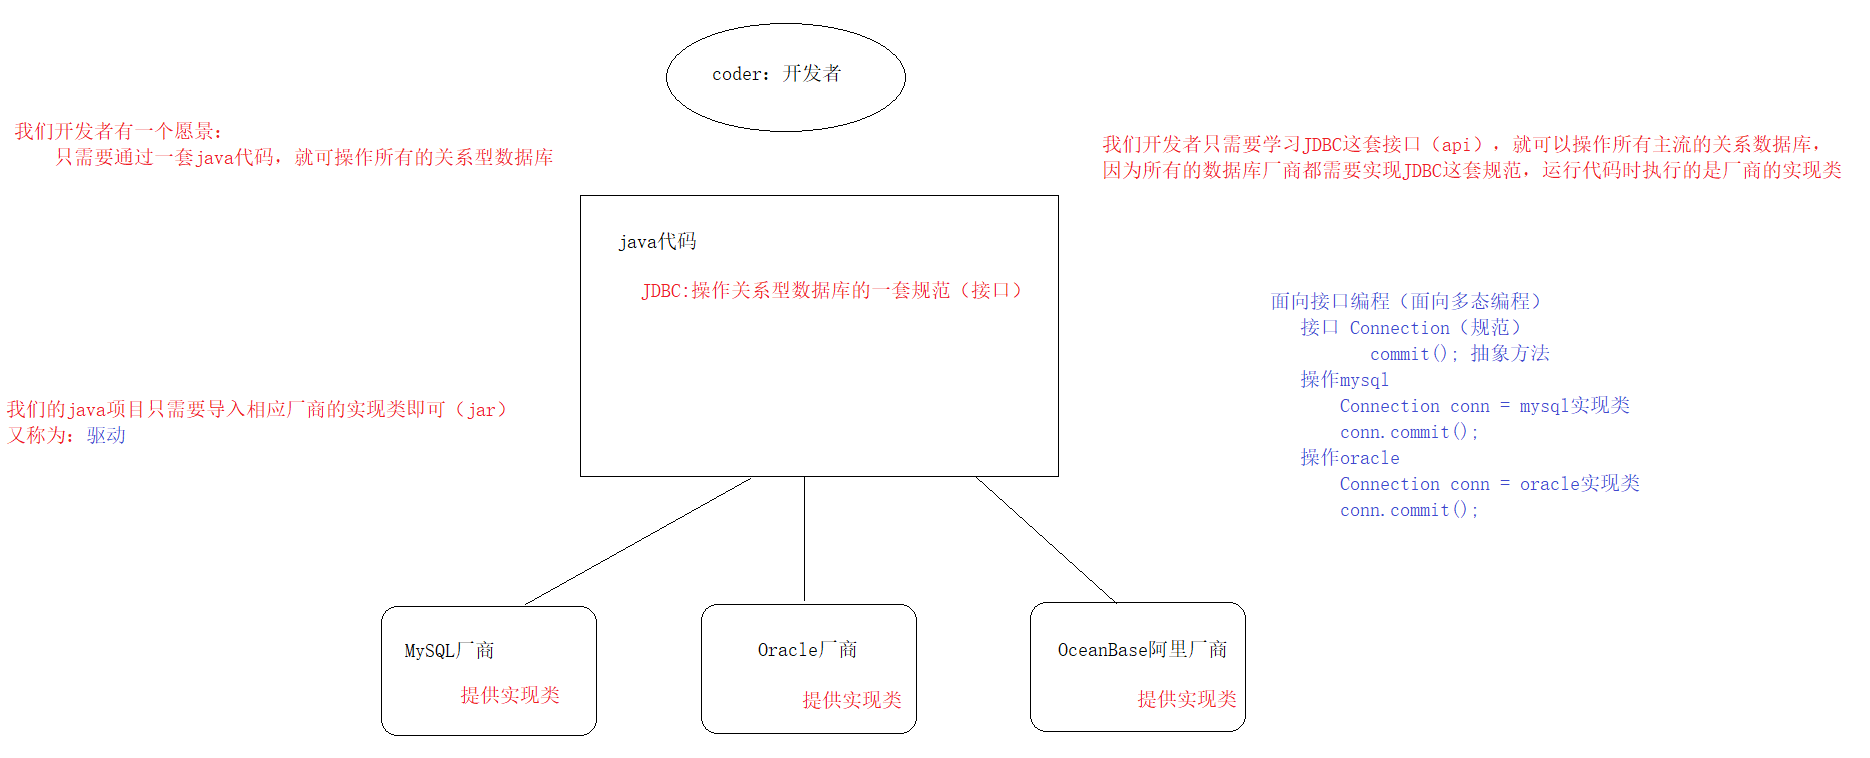 coder: 开发者
我们开发者有一个愿景:
只需要通过一套java代码，就可操作所有的关系型数据库
我们开发者只需要学习JDBC这套接口（api），就可以操作所有主流的关系数据库，
因为所有的数据库厂商都需要实现JDBC这套规范，运行代码时执行的是厂商的实现类
java代码
JDBC:操作关系型数据库的一套规范（接口）
面向接口编程（面向多态编程）
接口 Connection（规范）
commit(); 抽象方法
操作mysql
Connection conn = mysql实现类
conn.commit();
操作oracle
Connection conn = oracle实现类
conn.commit();
我们的java项目只需要导入相应厂商的实现类即可（jar）
又称为: 驱动
MySQL厂商
提供实现类
Oracle厂商
提供实现类
OceanBase阿里厂商
提供实现类